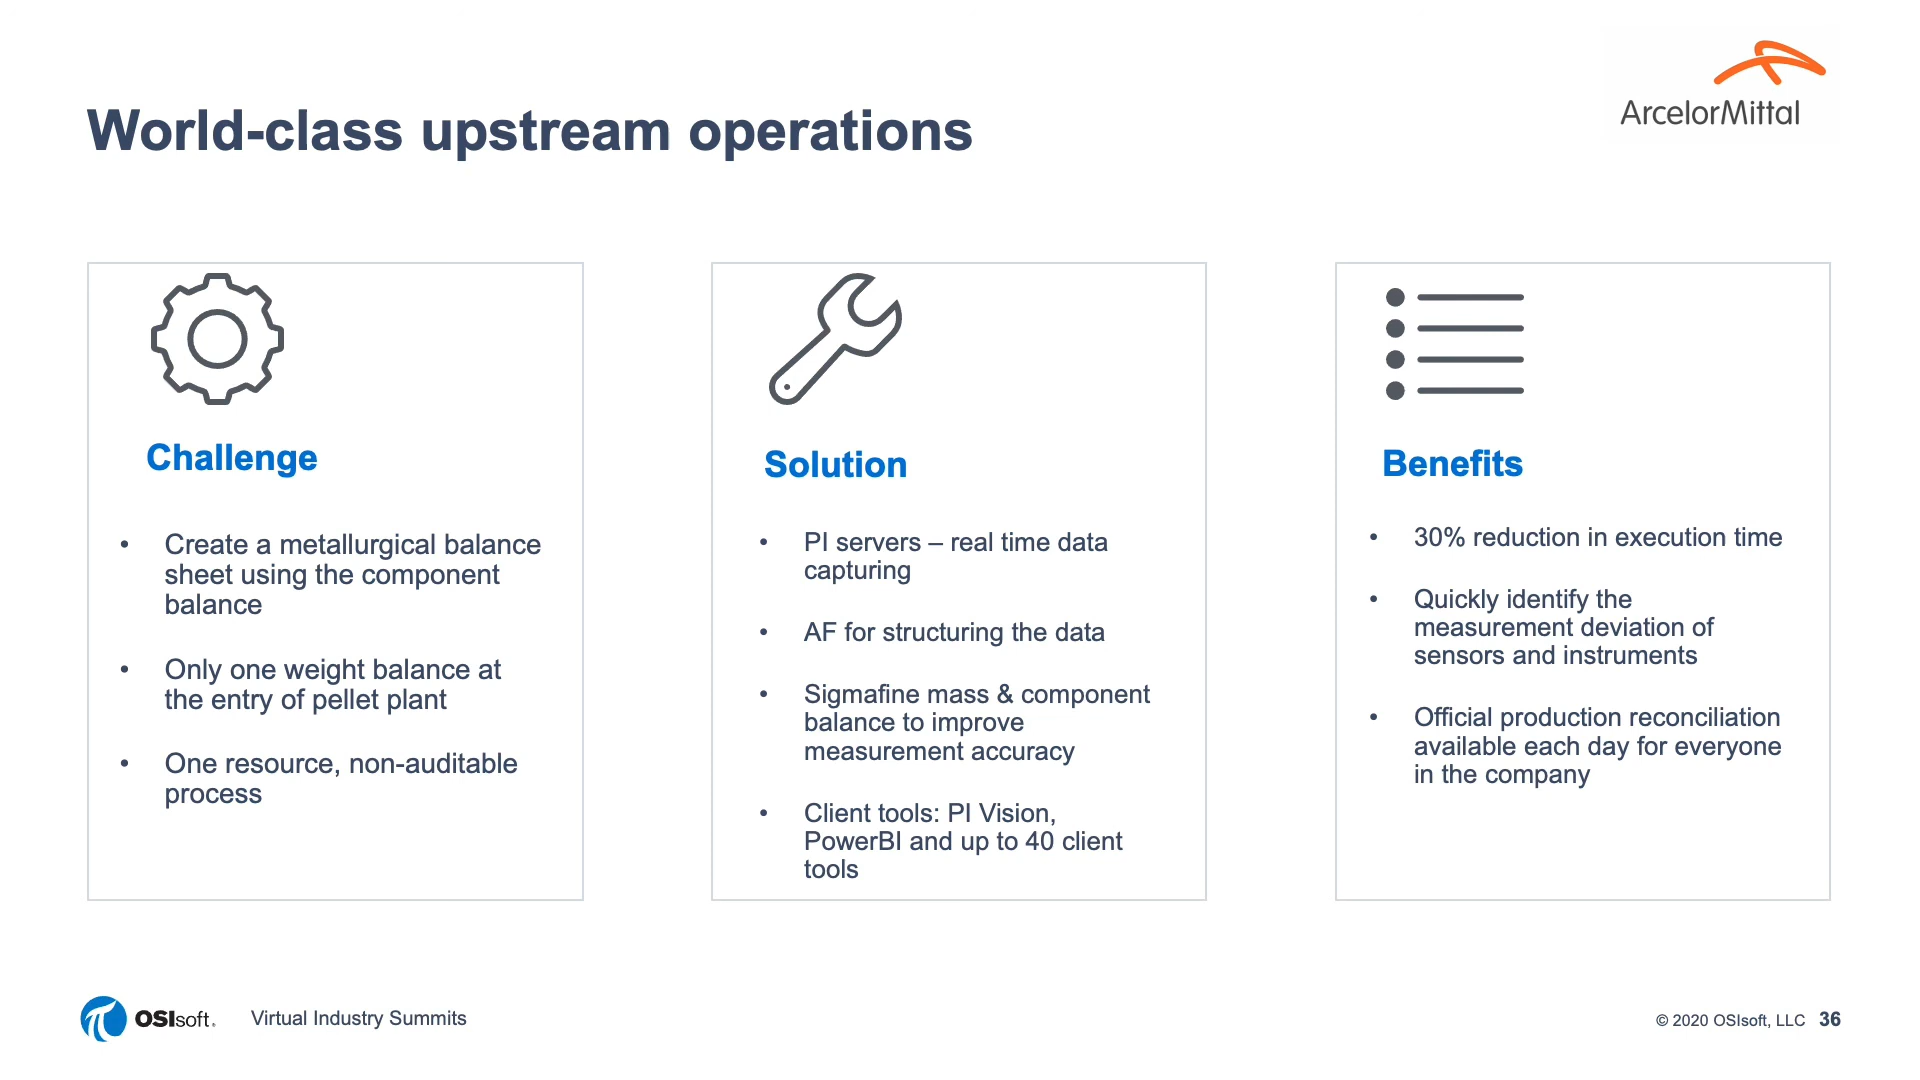 ArcelorMittal
World-class upstream operations
Challenge
• Create a metallurgical balance
sheet using the component
balance
• Only one weight balance at
the entry of pellet plant
• One resource, non-auditable
process
Solution
• PI servers – real time data
capturing
• AF for structuring the data
• Sigmafine mass & component
balance to improve
measurement accuracy
• Client tools: PI Vision,
PowerBI and up to 40 client
tools
Benefits
• 30% reduction in execution time
• Quickly identify the
measurement deviation of
sensors and instruments
• Official production reconciliation
available each day for everyone
in the company
OSIsoft. Virtual Industry Summits
© 2020 OSIsoft, LLC 36